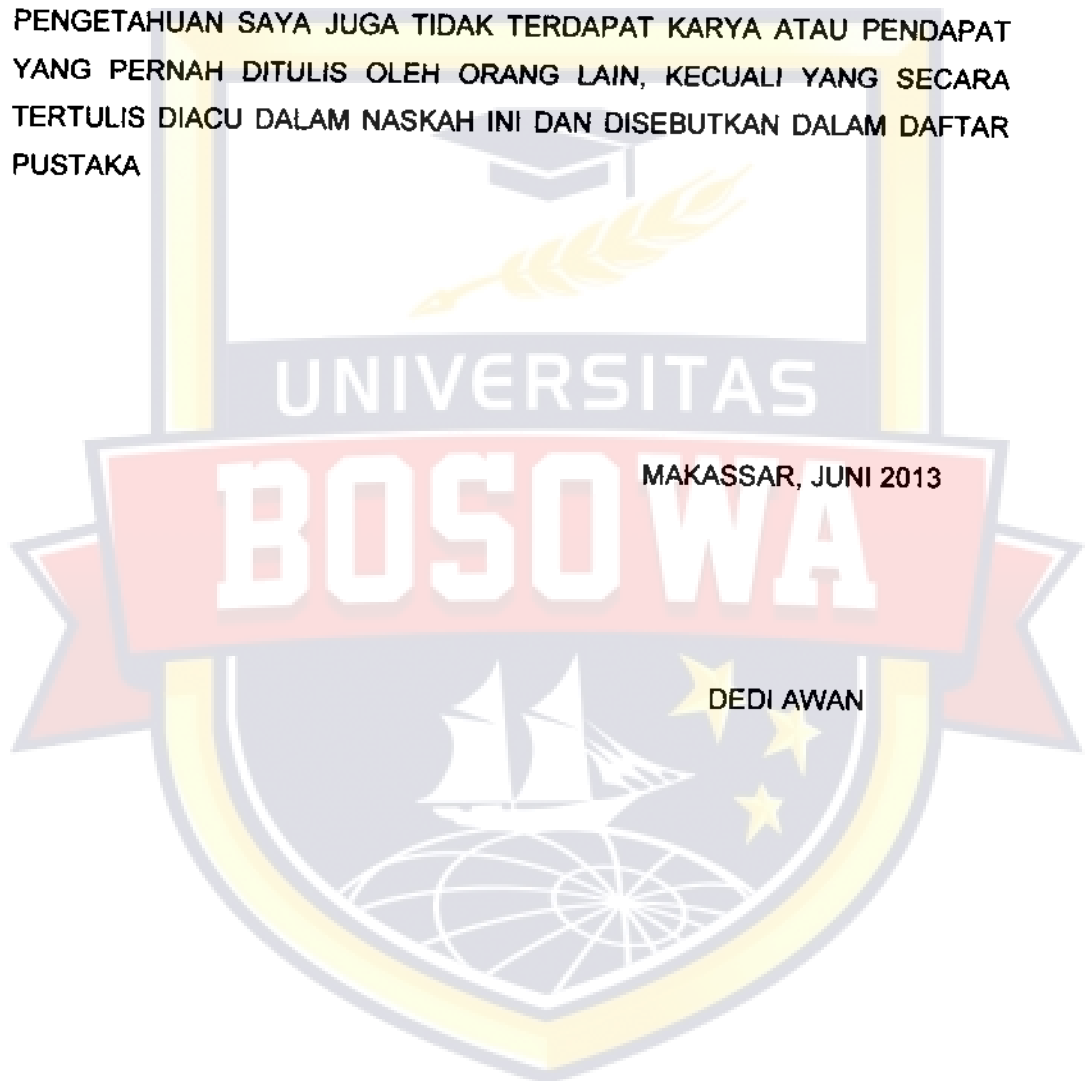 PENGETAHUAN SAYA JUGA TIDAK TERDAPAT KARYA ATAU PENDAPAT
YANG PERNAH DITULIS OLEH ORANG LAIN, KECUALI YANG SECARA
TERTULIS DIACU DALAM NASKAH INI DAN DISEBUTKAN DALAM DAFTAR
PUSTAKA
UNIVERSITAS
BOSOWA
MAKASSAR, JUNI 2013
DEDI AWAN